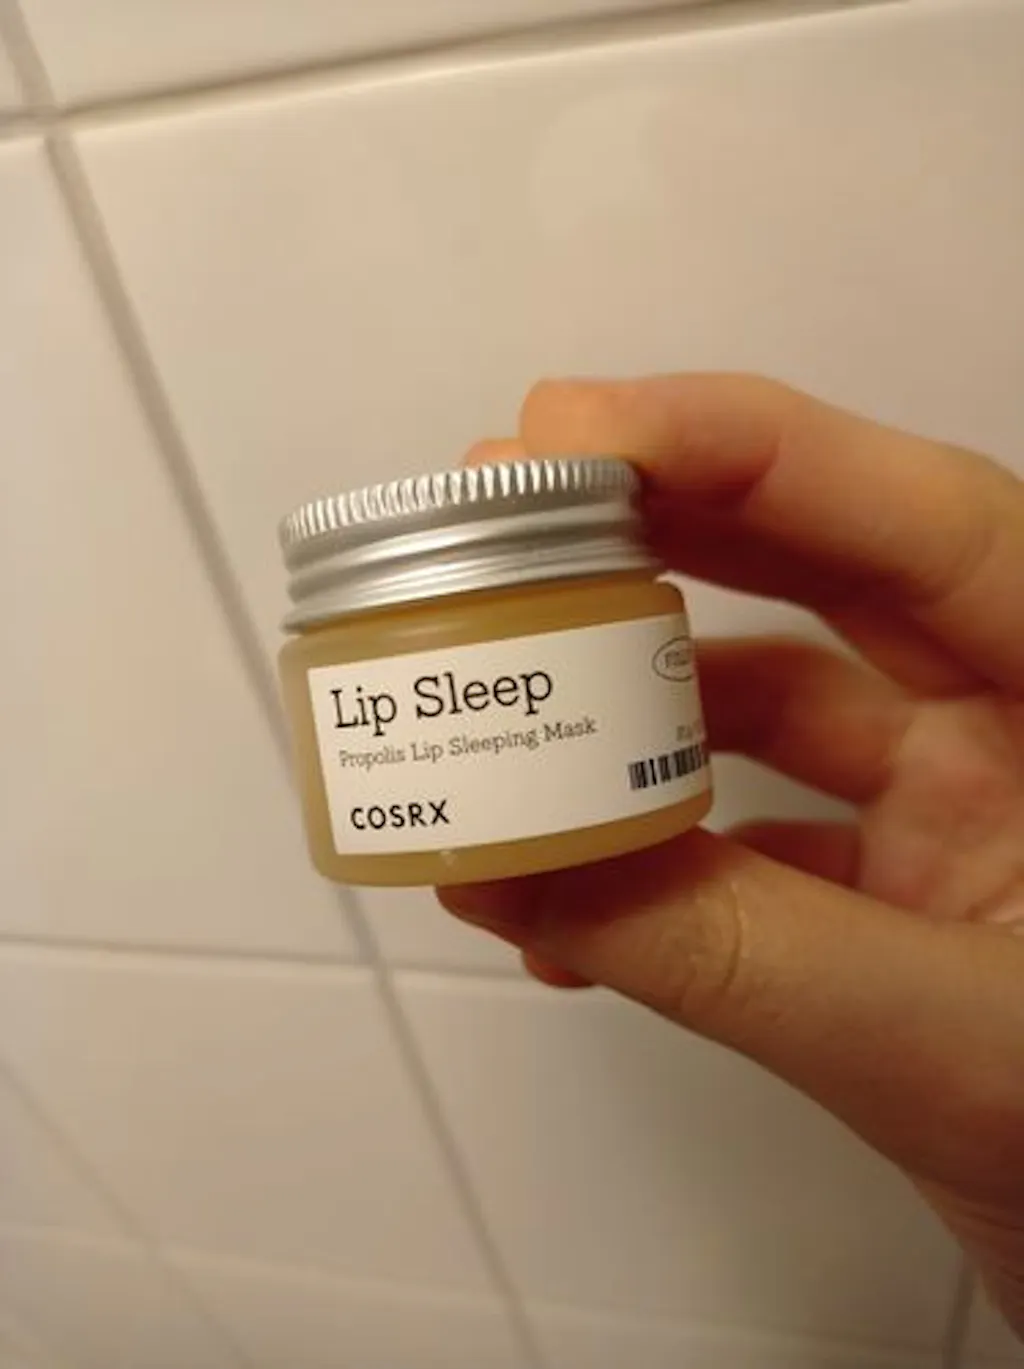 Lip Sleep
Propolis Lip Sleeping Mask
COSRX